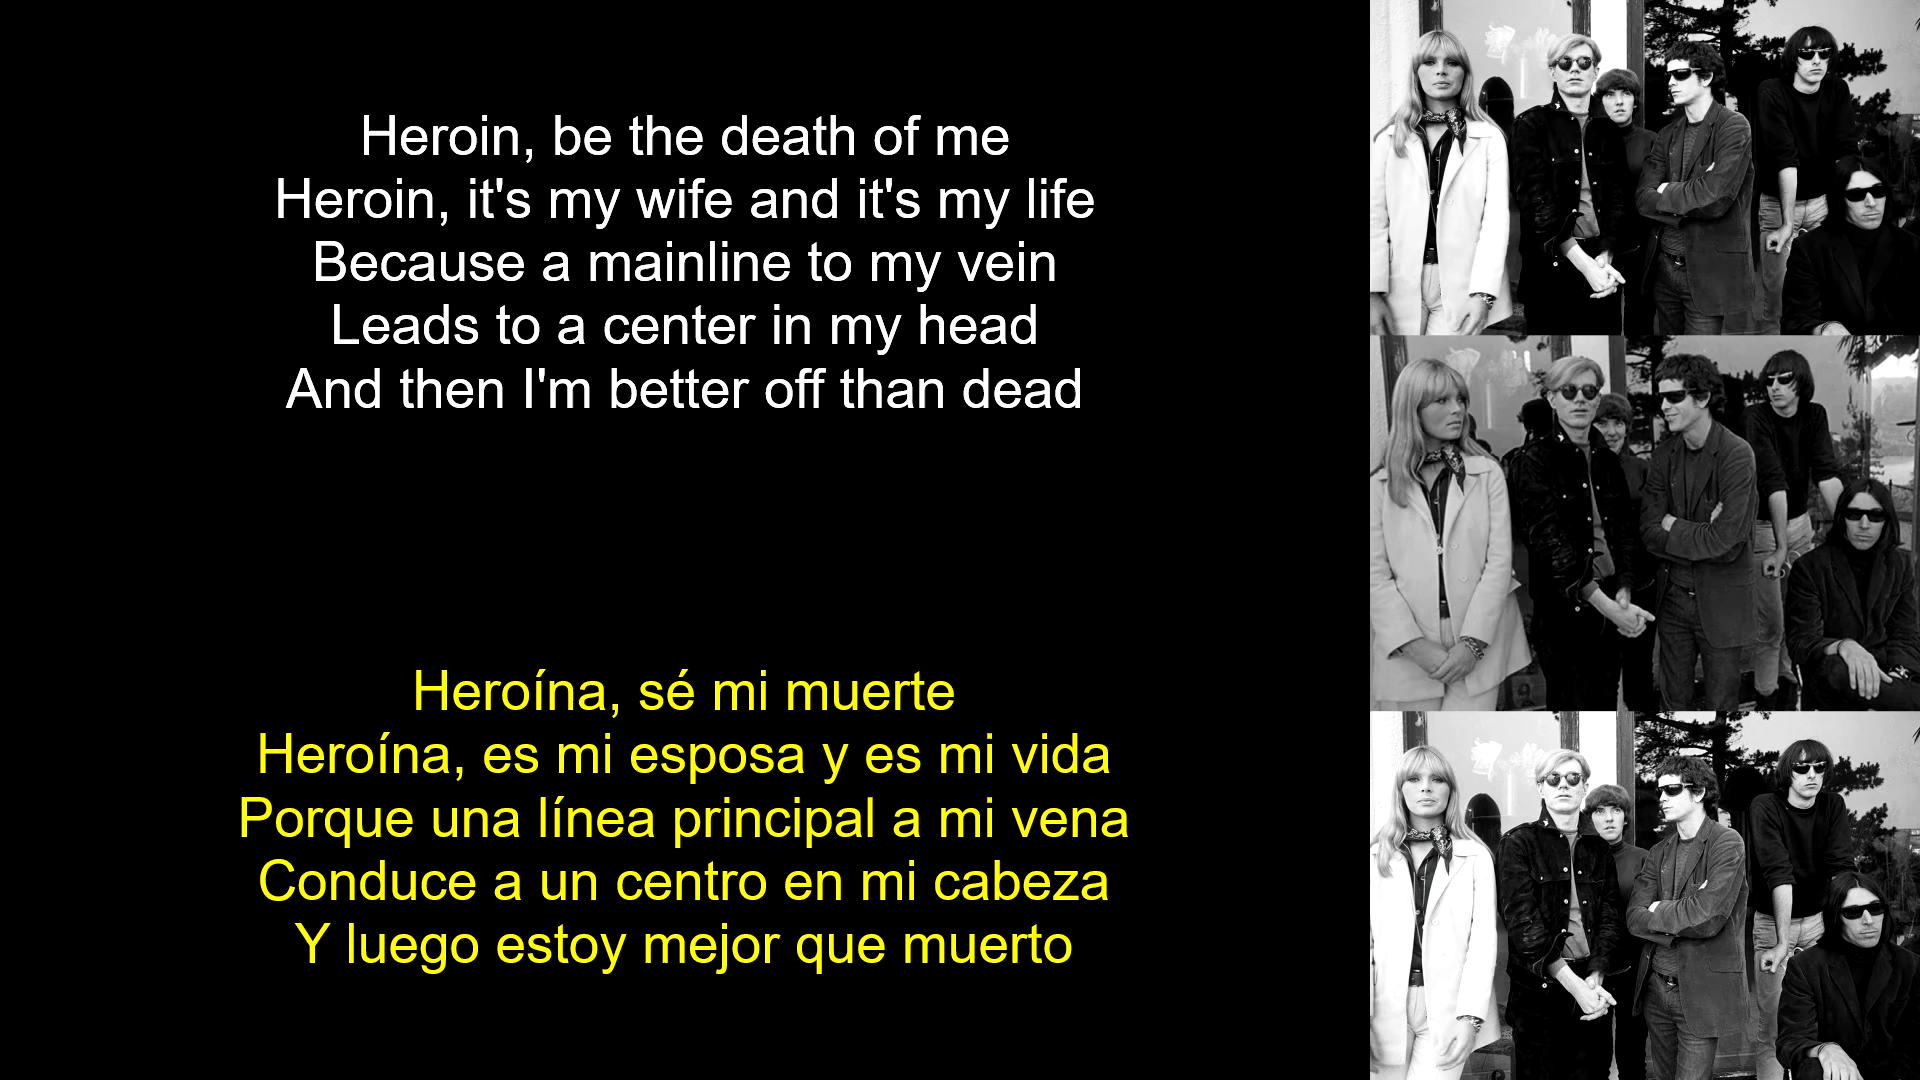 Heroin, be the death of me
Heroin, it's my wife and it's my life
Because a mainline to my vein
Leads to a center in my head
And then I'm better off than dead
Heroína, sé mi muerte
Heroína, es mi esposa y es mi vida
Porque una línea principal a mi vena
Conduce a un centro en mi cabeza
Y luego estoy mejor que muerto